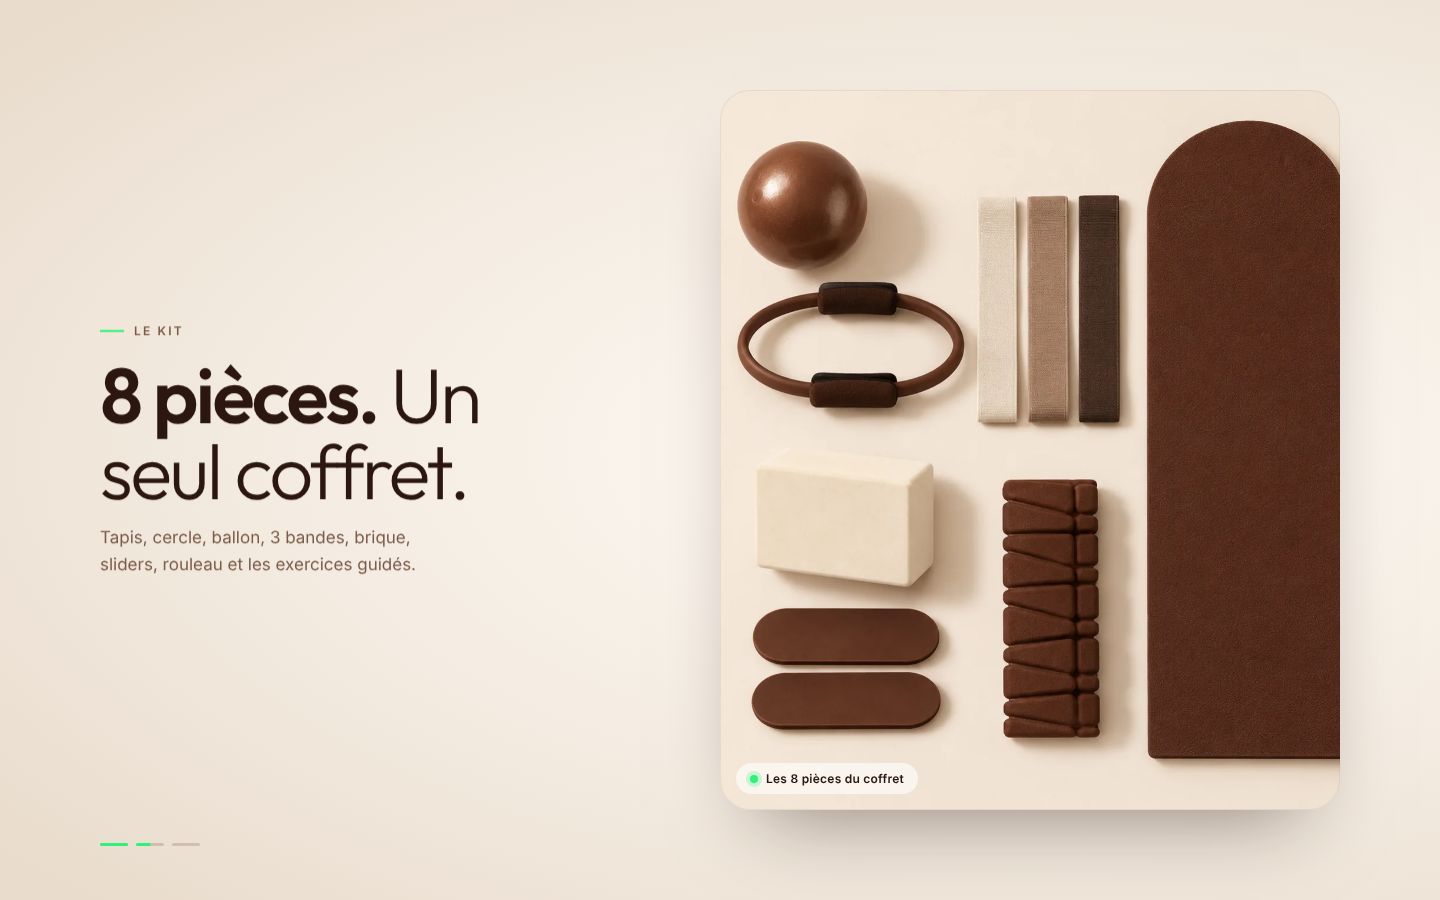 LE KIT
8 pièces. Un
seul coffret.
Tapis, cercle, ballon, 3 bandes, brique,
sliders, rouleau et les exercices guidés.
Les 8 pièces du coffret